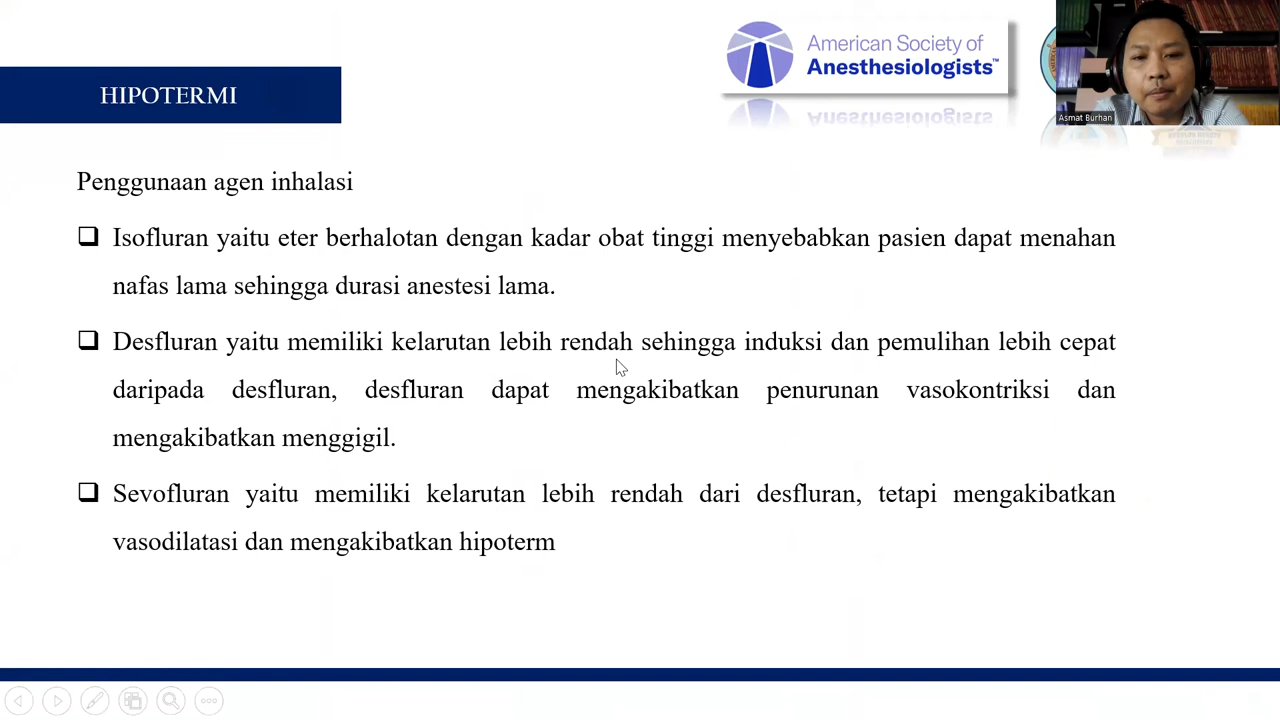 American Society of
Anesthesiologists™
HIPOTERMI
Asmat Burhan
Penggunaan agen inhalasi
Isofluran yaitu eter berhalotan dengan kadar obat tinggi menyebabkan pasien dapat menahan
nafas lama sehingga durasi anestesi lama.
Desfluran yaitu memiliki kelarutan lebih rendah sehingga induksi dan pemulihan lebih cepat
daripada desfluran, desfluran dapat mengakibatkan penurunan vasokontriksi dan
mengakibatkan menggigil.
Sevofluran yaitu memiliki kelarutan lebih rendah dari desfluran, tetapi mengakibatkan
vasodilatasi dan mengakibatkan hipoterm